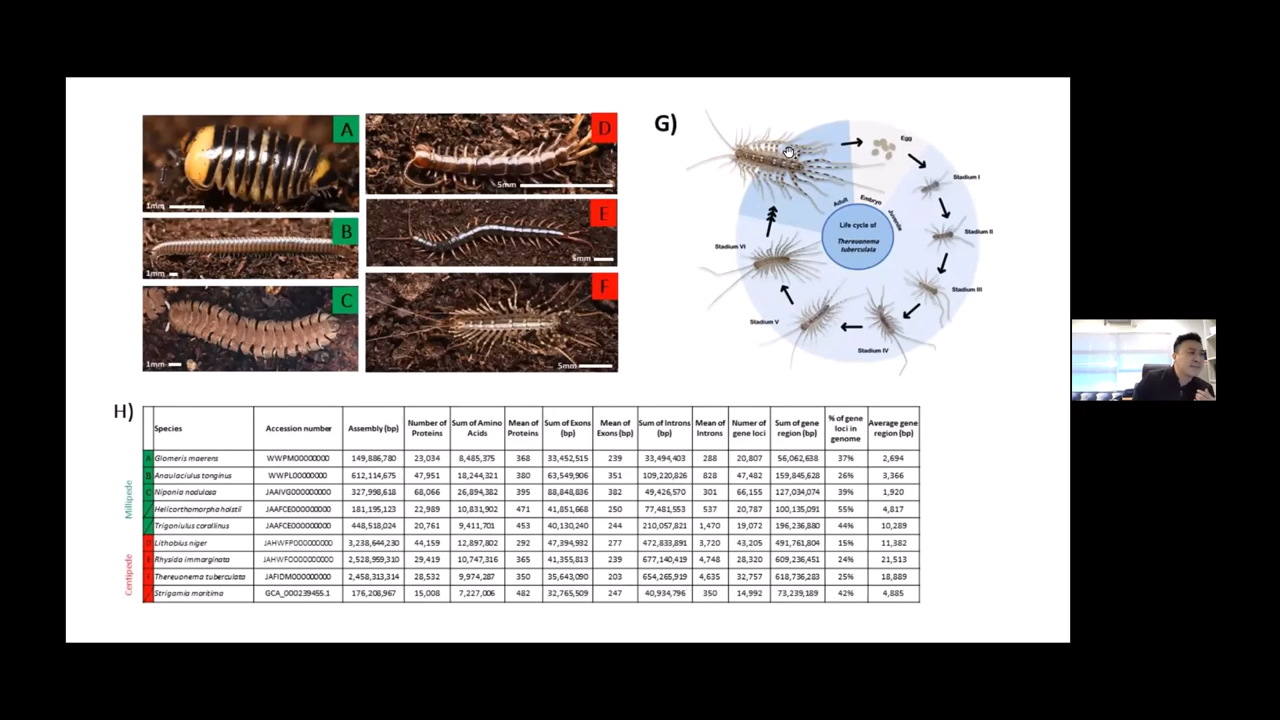 A
1mm
B
1mm
C
1mm
D
5mm
E
5mm
F
5mm
G)
Egg
Stadium I
Stadium II
Stadium III
Stadium IV
Stadium V
Stadium VI
Adult
Embryo
Juvenile
Life cycle of
Thereuonema
tuberculata
H)
Species Accession number Assembly (bp) Number of Proteins Sum of Amino Acids Mean of Proteins Sum of Exons (bp) Mean of Exons (bp) Sum of Introns (bp) Mean of Introns Numer of gene loci Sum of gene region (bp) % of gene loci in genome Average gene region (bp)
Millipede
A Glomeris maerens WWPM00000000 149,886,780 23,034 8,485,375 368 33,452,515 239 33,494,403 288 20,807 56,062,638 37% 2,694
B Anaulaciulus tonginus WWPL00000000 612,114,675 47,951 18,244,321 380 63,549,906 351 109,220,826 828 47,482 159,845,628 26% 3,366
C Niponia nodulosa JAAIVG000000000 327,998,618 68,066 26,894,382 395 88,848,836 382 49,426,570 301 66,155 127,034,074 39% 1,920
Helicorthomorpha holstii JAAFCE000000000 181,195,123 22,989 10,831,902 471 41,851,668 250 77,481,553 537 20,787 100,135,091 55% 4,817
Trigoniulus corallinus JAAFCE000000000 448,518,024 20,761 9,411,701 453 40,130,240 244 210,057,821 1,470 19,072 196,236,880 44% 10,289
Centipede
D Lithobius niger JAHWFP000000000 3,238,644,230 44,159 12,897,802 292 47,394,932 277 472,833,891 3,720 43,205 491,761,804 15% 11,382
E Rhysida immarginata JAHWFO000000000 2,528,959,310 29,419 10,747,316 365 41,355,813 239 677,169,434 4,748 28,320 609,236,451 24% 21,513
F Thereuonema tuberculata JAFIDM000000000 2,458,313,314 28,532 9,974,287 350 35,643,090 203 654,265,919 4,635 32,757 618,736,283 25% 18,889
Strigamia maritima GCA_000239455.1 176,208,967 15,008 7,227,006 482 32,765,509 247 40,934,796 350 14,992 73,239,189 42% 4,885